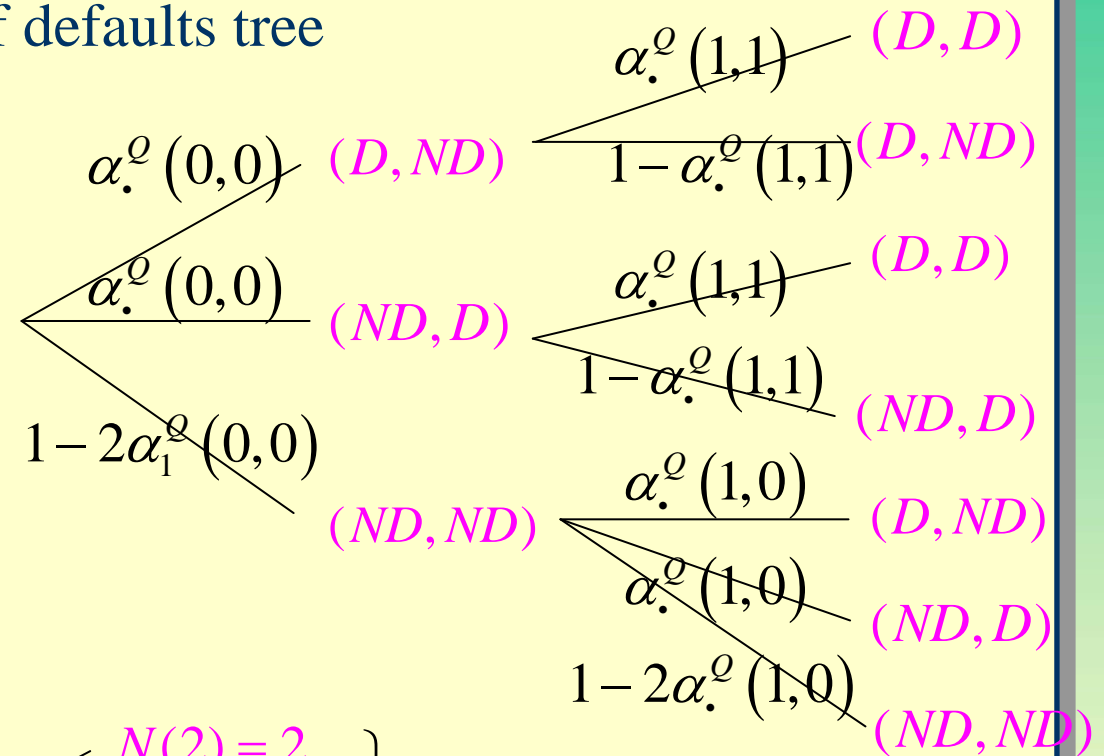 defaults tree
α.^Q (1,1)
(D, D)
α.^Q (0,0)
(D, ND)
1 − α.^Q (1,1)
(D, ND)
α.^Q (0,0)
(ND, D)
α.^Q (1,1)
(D, D)
1 − α.^Q (1,1)
(ND, D)
1 − 2α₁^Q (0,0)
(ND, ND)
α.^Q (1,0)
(D, ND)
α.^Q (1,0)
(ND, D)
1 − 2α.^Q (1,0)
(ND, ND)
N(2) = 2